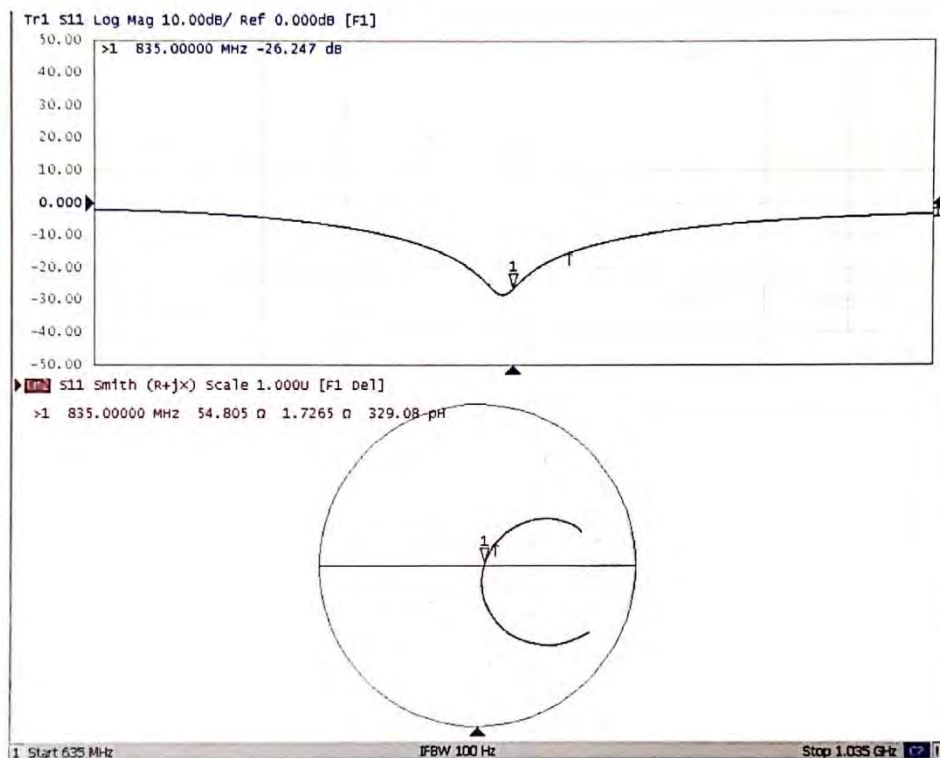 Tr1 S11 Log Mag 10.00dB/ Ref 0.000dB [F1]
50.00
>1 835.00000 MHz -26.247 dB
40.00
30.00
20.00
10.00
0.000
-10.00
-20.00
1
-30.00
-40.00
-50.00
S11 Smith (R+jX) Scale 1.000U [F1 Del]
>1 835.00000 MHz 54.805 Ω 1.7265 Ω 329.08 pH
1
1 Start 635 MHz IFBW 100 Hz Stop 1.035 GHz C?